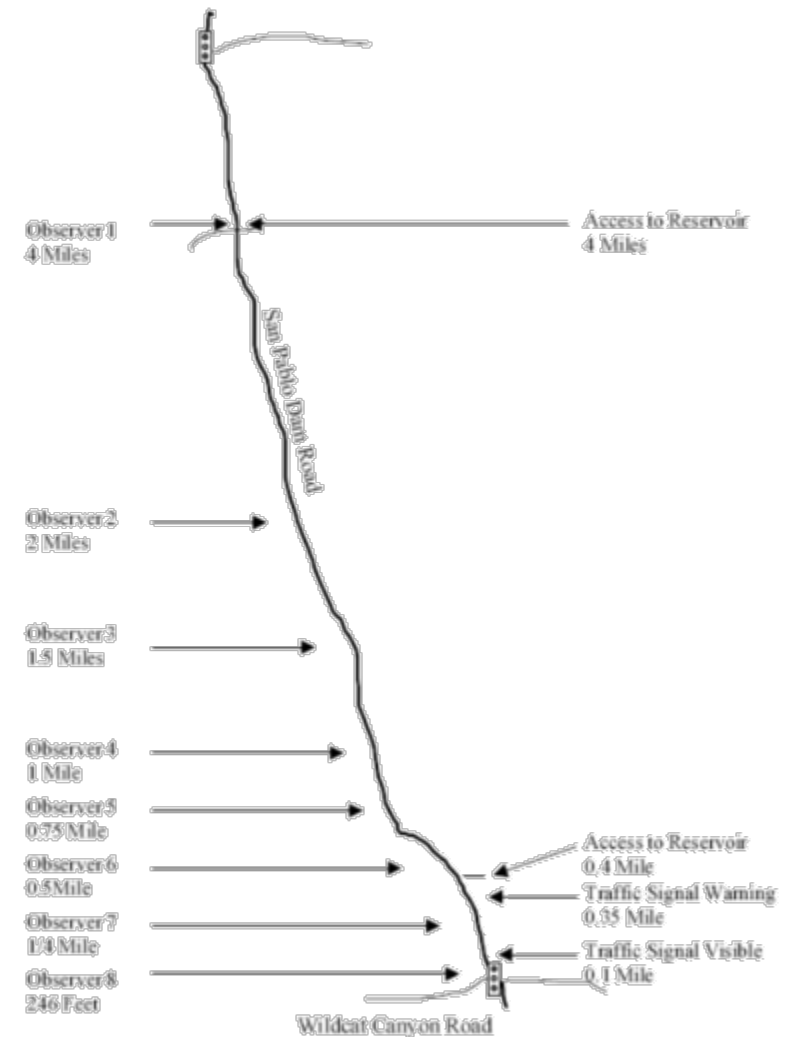 Observer 1
4 Miles
Access to Reservoir
4 Miles
San Pablo Dam Road
Observer 2
2 Miles
Observer 3
1.5 Miles
Observer 4
1 Mile
Observer 5
0.75 Mile
Access to Reservoir
0.4 Mile
Observer 6
0.5Mile
Traffic Signal Warning
0.35 Mile
Observer 7
1/4 Mile
Traffic Signal Visible
0.1 Mile
Observer 8
246 Feet
Wildcat Canyon Road